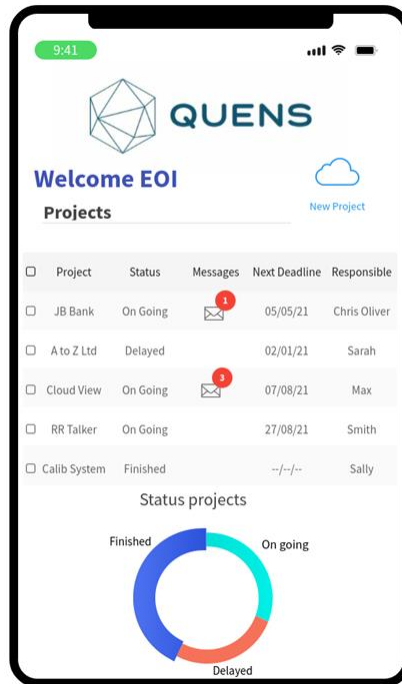 9:41
QUENS
Welcome EOI
Projects
New Project
Project Status Messages Next Deadline Responsible
JB Bank On Going 1 05/05/21 Chris Oliver
A to Z Ltd Delayed 02/01/21 Sarah
Cloud View On Going 3 07/08/21 Max
RR Talker On Going 27/08/21 Smith
Calib System Finished --/--/-- Sally
Status projects
Finished
On going
Delayed